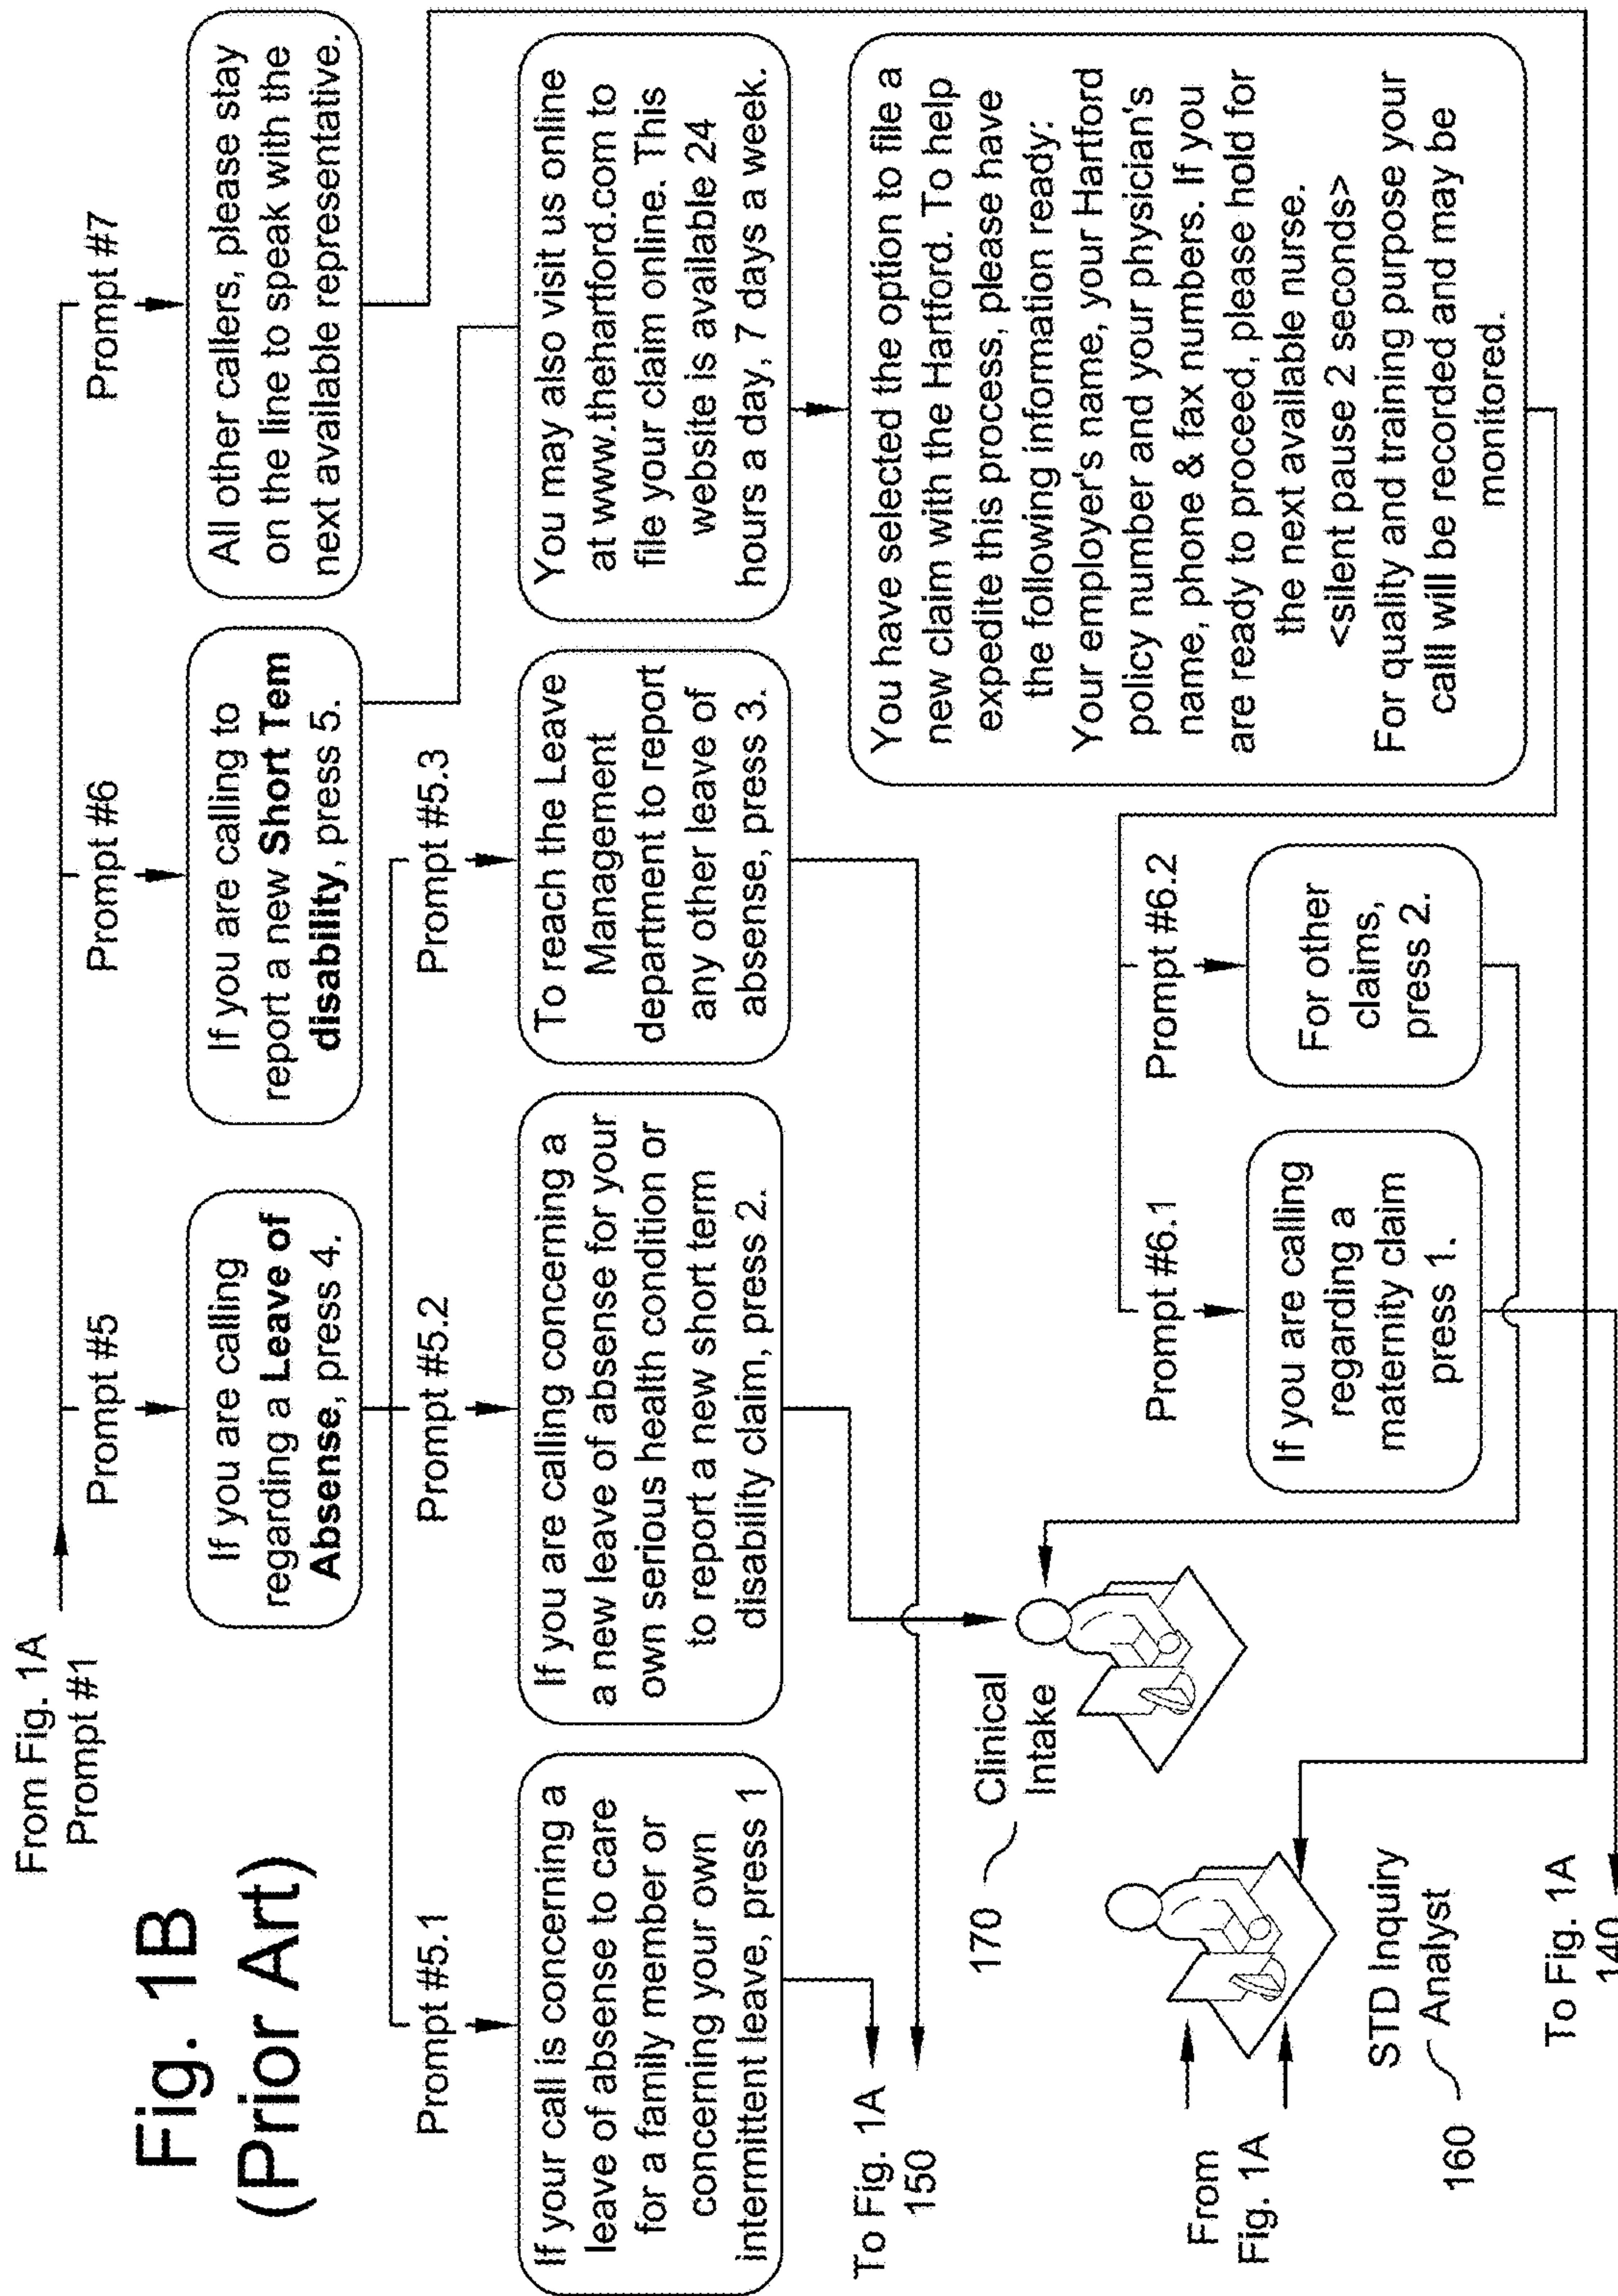 Fig. 1B
(Prior Art)
From Fig. 1A
Prompt #1
Prompt #5
If you are calling
regarding a Leave of
Absense, press 4.
Prompt #6
If you are calling to
report a new Short Tem
disability, press 5.
Prompt #7
All other callers, please stay
on the line to speak with the
next available representative.
Prompt #5.1
If your call is concerning a
leave of absense to care
for a family member or
concerning your own
intermittent leave, press 1
Prompt #5.2
If you are calling concerning a
a new leave of absense for your
own serious health condition or
to report a new short term
disability claim, press 2.
Prompt #5.3
To reach the Leave
Management
department to report
any other leave of
absense, press 3.
You may also visit us online
at www.thehartford.com to
file your claim online. This
website is available 24
hours a day, 7 days a week.
To Fig. 1A
150
170
Clinical
Intake
You have selected the option to file a
new claim with the Hartford. To help
expedite this process, please have
the following information ready:
Your employer's name, your Hartford
policy number and your physician's
name, phone & fax numbers. If you
are ready to proceed, please hold for
the next available nurse.
<silent pause 2 seconds>
For quality and training purpose your
calll will be recorded and may be
monitored.
Prompt #6.1
If you are calling
regarding a
maternity claim
press 1.
Prompt #6.2
For other
claims,
press 2.
From
Fig. 1A
160
STD Inquiry
Analyst
To Fig. 1A
140